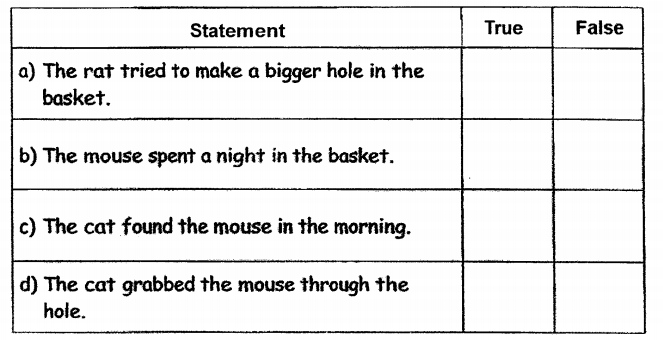 Statement True False
a) The rat tried to make a bigger hole in the
basket.
b) The mouse spent a night in the basket.
c) The cat found the mouse in the morning.
d) The cat grabbed the mouse through the
hole.